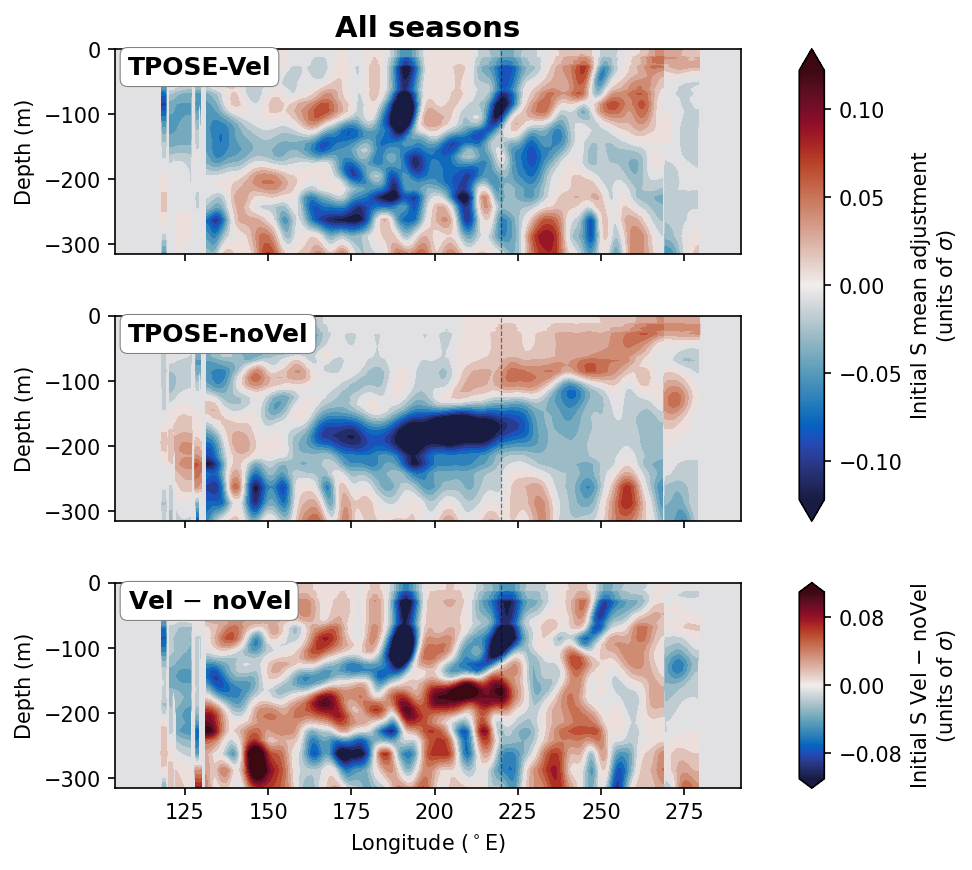 All seasons
TPOSE-Vel
0
−100
−200
−300
Depth (m)
TPOSE-noVel
0
−100
−200
−300
Depth (m)
Vel − noVel
0
−100
−200
−300
Depth (m)
125 150 175 200 225 250 275
Longitude (°E)
0.10
0.05
0.00
−0.05
−0.10
Initial S mean adjustment
(units of σ)
0.08
0.00
−0.08
Initial S Vel − noVel
(units of σ)